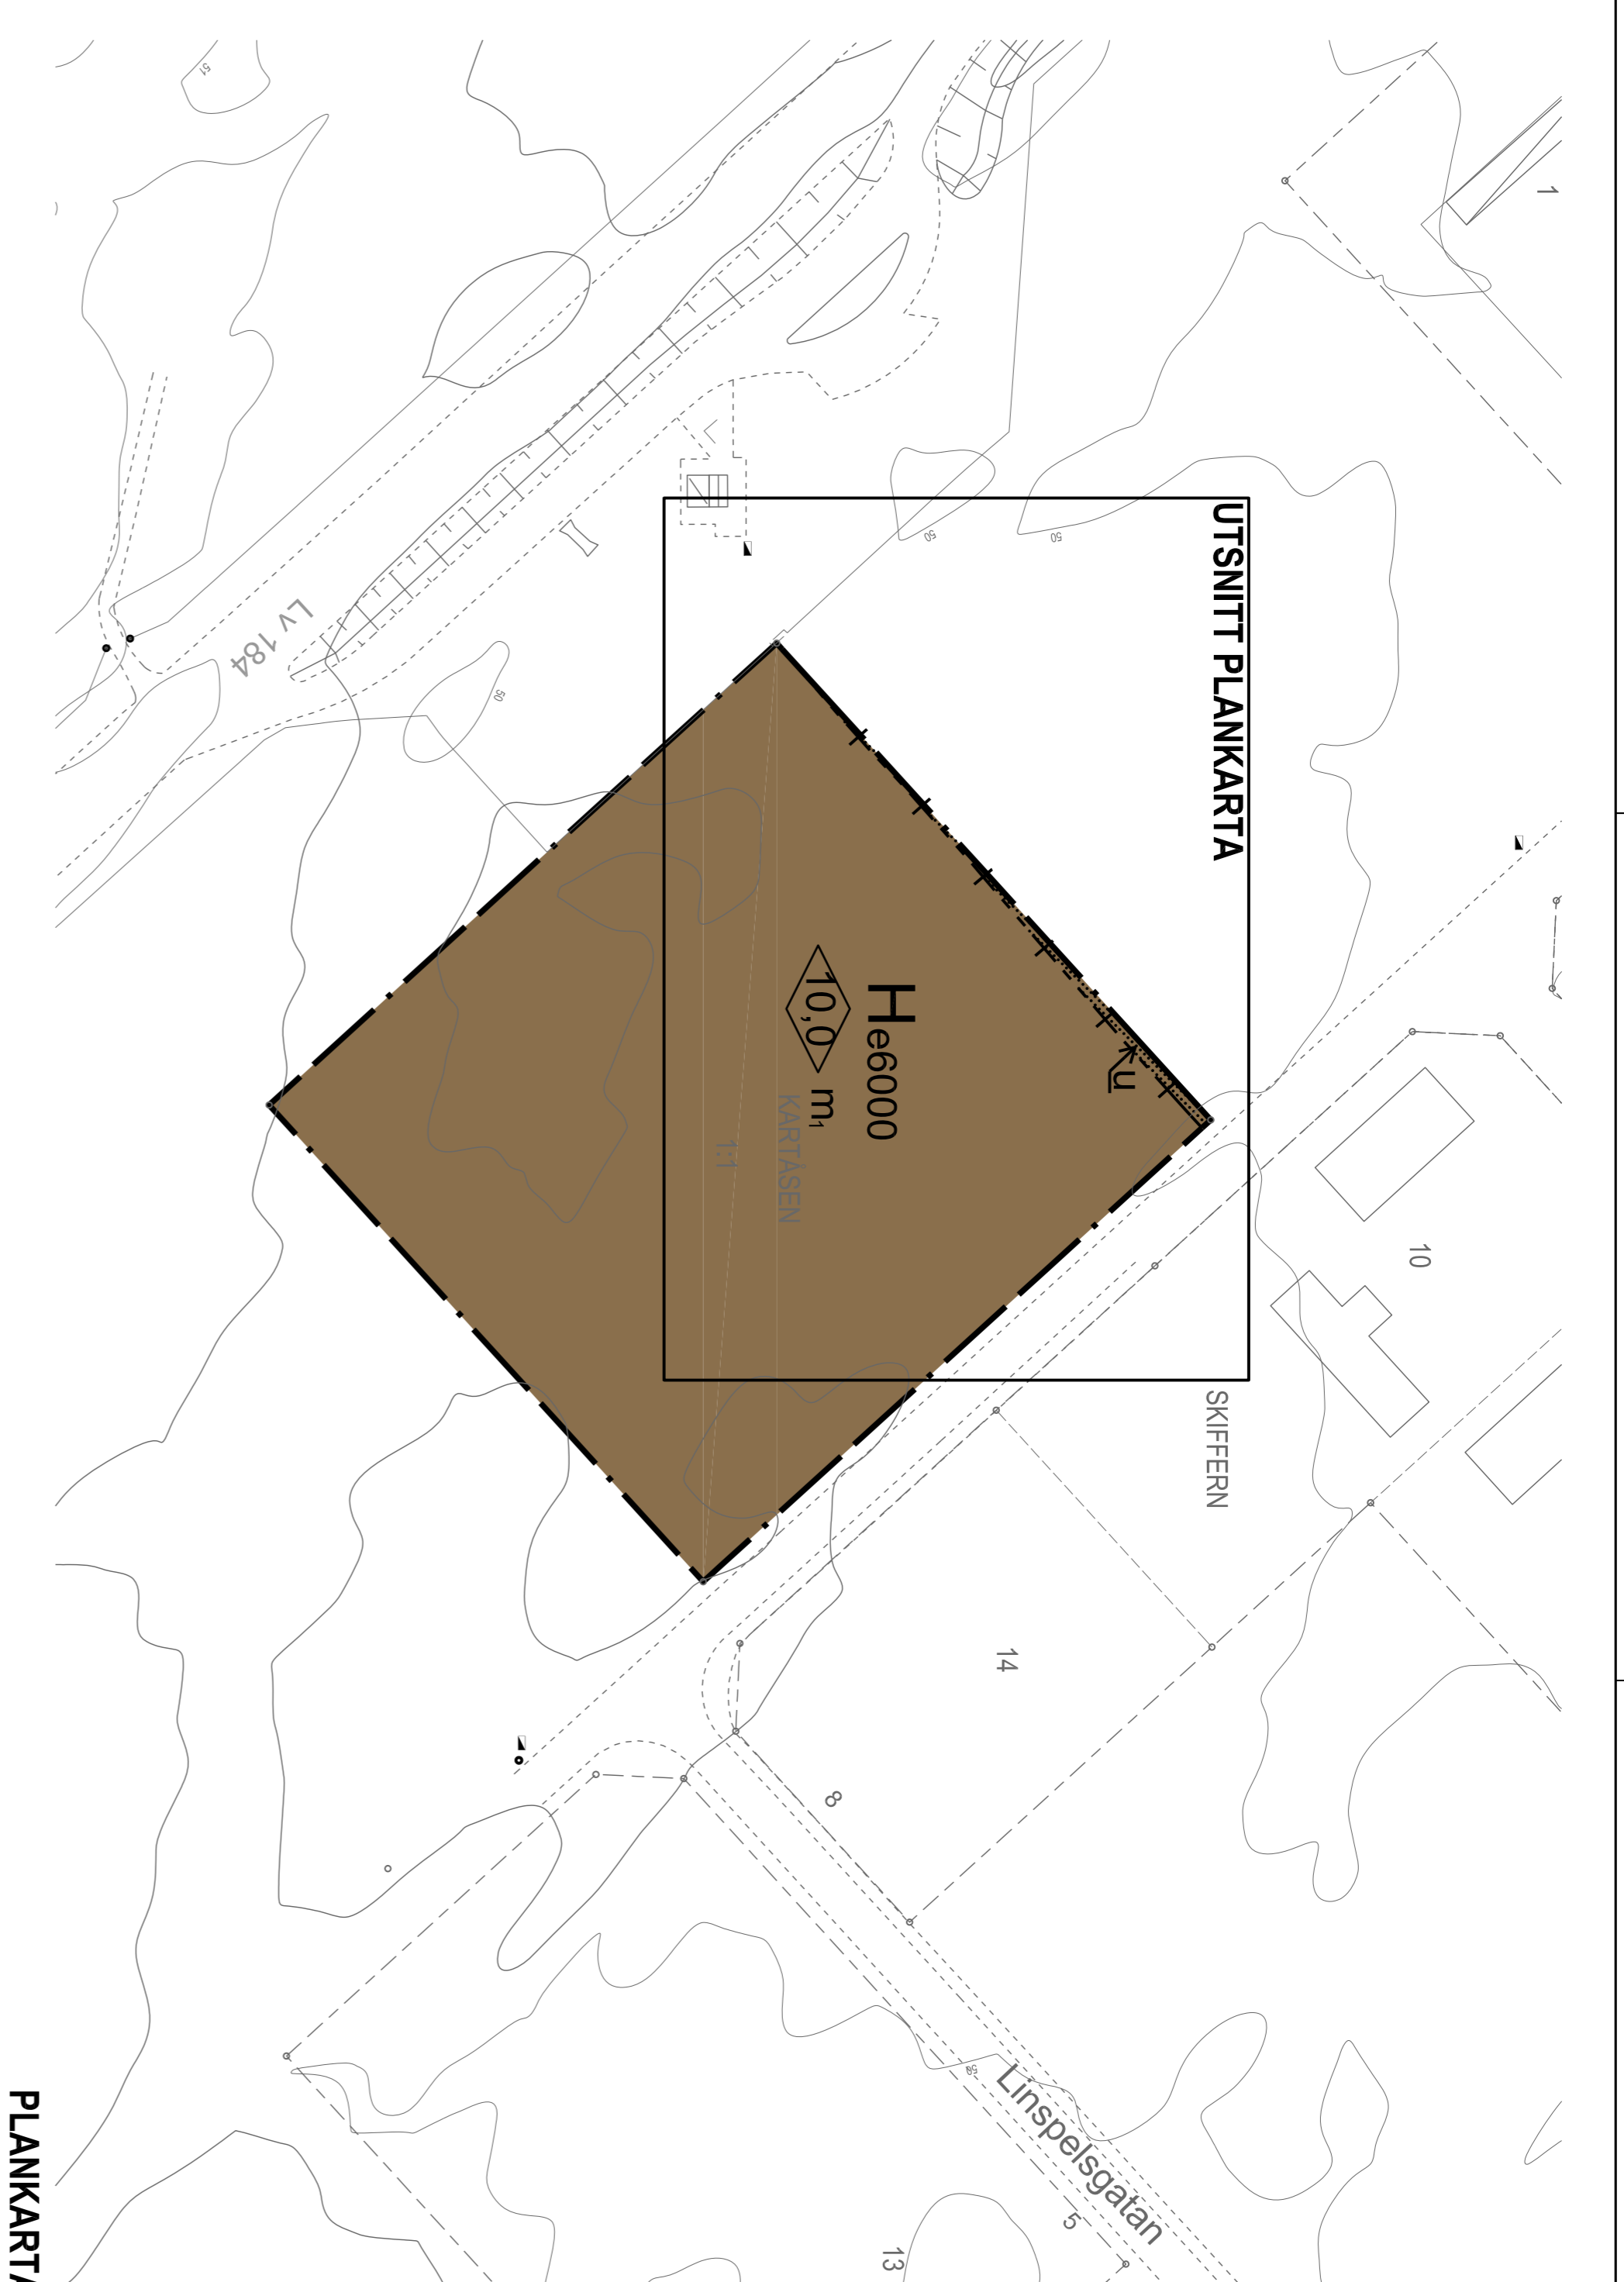 UTSNITT PLANKARTA
1
51
50
50
50
Lv 184
He6000
10,0 m₁
u
KARTÅSEN
1:1
10
SKIFFERN
14
8
Linspelsgatan
5
13
PLANKARTA